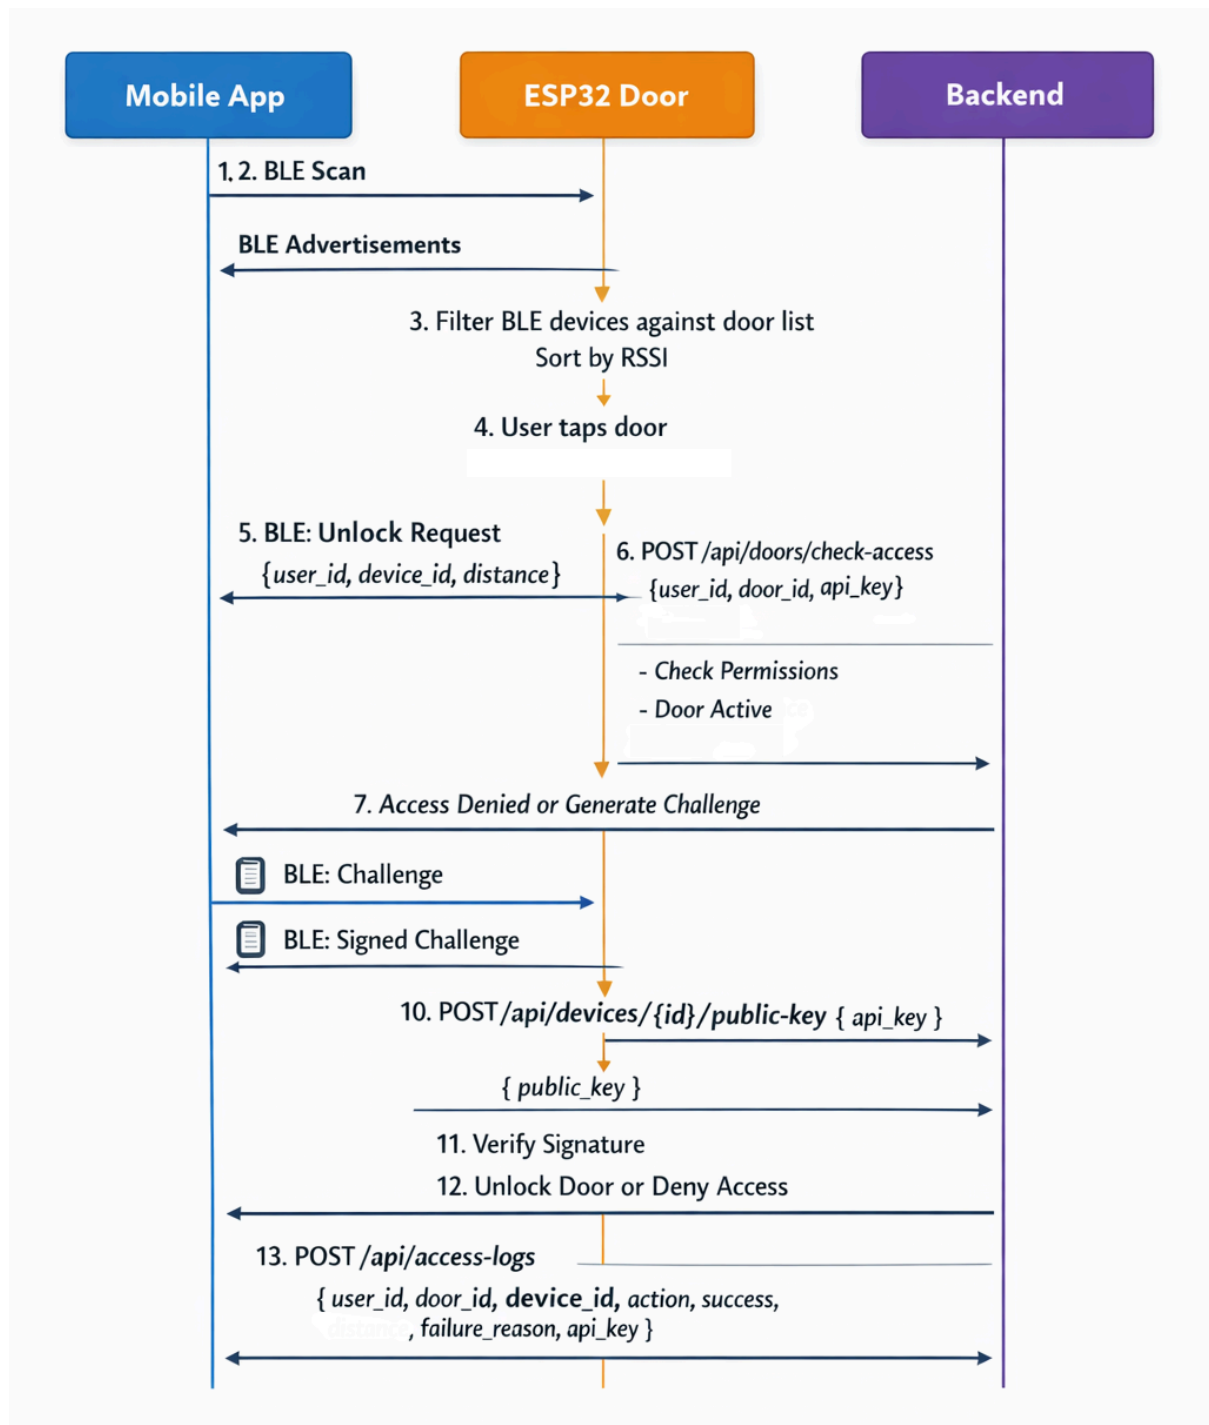 Mobile App
ESP32 Door
Backend
1. 2. BLE Scan
BLE Advertisements
3. Filter BLE devices against door list
Sort by RSSI
4. User taps door
5. BLE: Unlock Request
{user_id, device_id, distance}
6. POST /api/doors/check-access
{user_id, door_id, api_key}
- Check Permissions
- Door Active
7. Access Denied or Generate Challenge
BLE: Challenge
BLE: Signed Challenge
10. POST /api/devices/{id}/public-key { api_key }
{ public_key }
11. Verify Signature
12. Unlock Door or Deny Access
13. POST /api/access-logs
{ user_id, door_id, device_id, action, success,
distance, failure_reason, api_key }